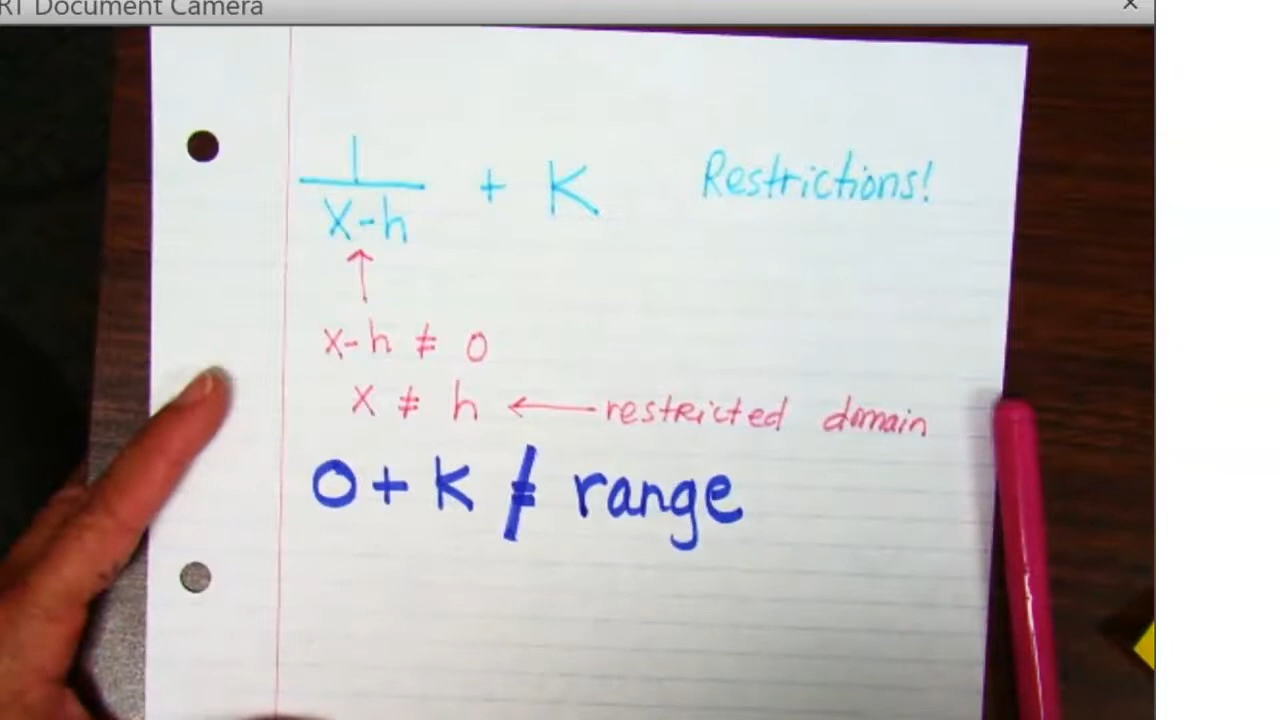 RT Document Camera
1/(x-h) + K Restrictions!
↑
x-h ≠ 0
x ≠ h ← restricted domain
0 + K ≠ range